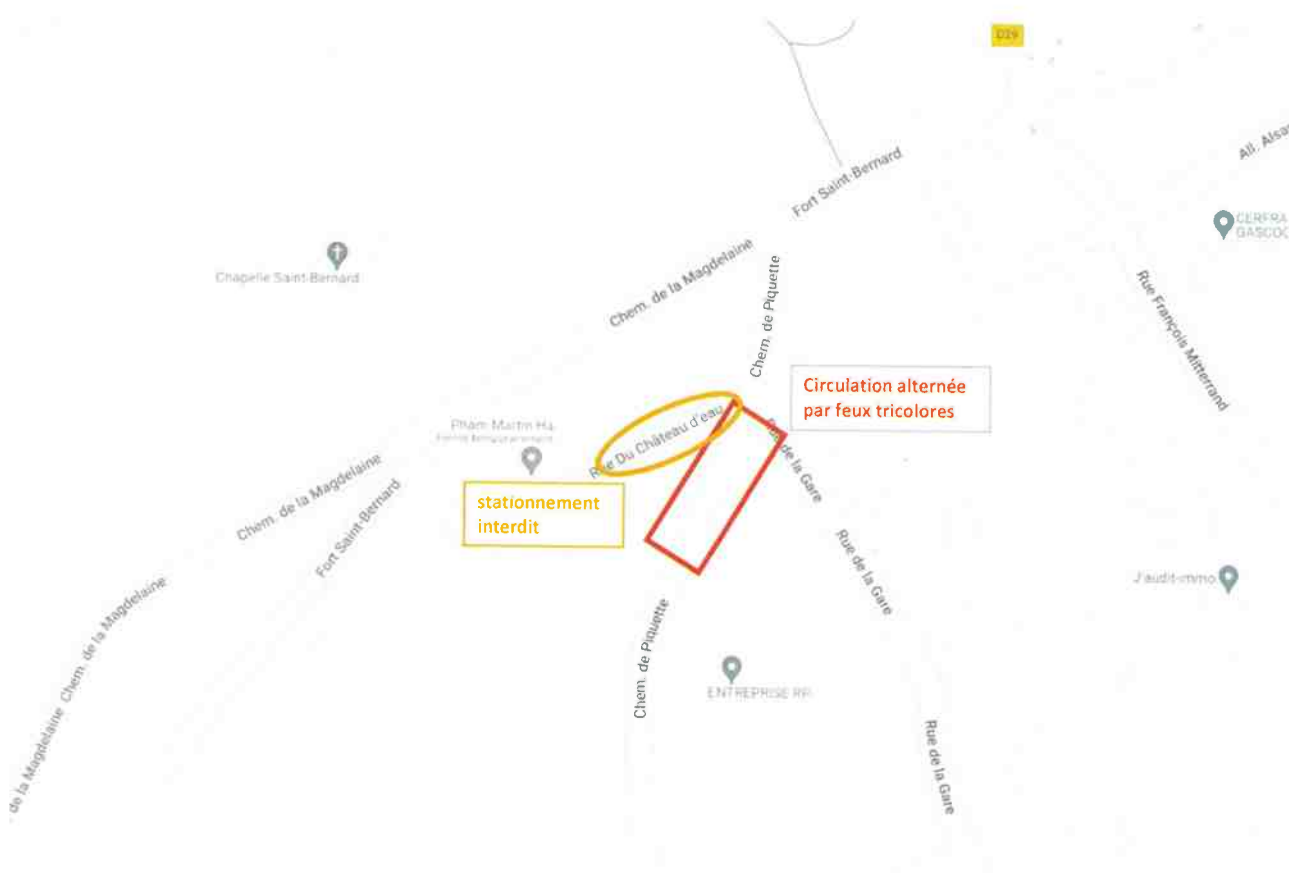 D29
All.
Fort Saint-Bernard
CERFRA
GASCOG
Chem. de la Magdelaine
Chem. de Piquette
Chapelle Saint-Bernard
Rue François Mitterrand
Circulation alternée
par feux tricolores
Rue Du Château d'eau
Pham Martin Ha
Rue de la Gare
stationnement
interdit
Chem. de la Magdelaine
Fort Saint-Bernard
Rue de la Gare
J'audit-immo
Chem. de la Magdelaine
Chem. de Piquette
ENTREPRISE
de la Magdelaine
Rue de la Gare